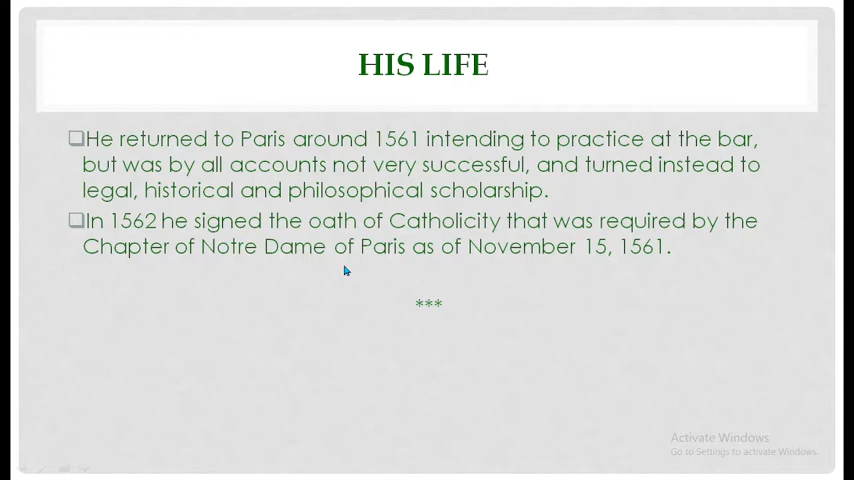 HIS LIFE
❑He returned to Paris around 1561 intending to practice at the bar,
but was by all accounts not very successful, and turned instead to
legal, historical and philosophical scholarship.
❑In 1562 he signed the oath of Catholicity that was required by the
Chapter of Notre Dame of Paris as of November 15, 1561.
***
Activate Windows
Go to Settings to activate Windows.